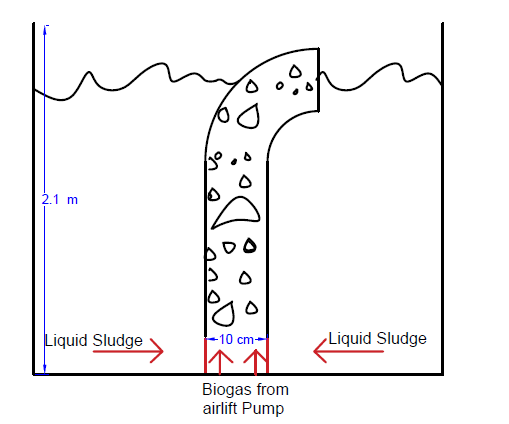 2.1 m
Liquid Sludge
10 cm
Liquid Sludge
Biogas from
airlift Pump